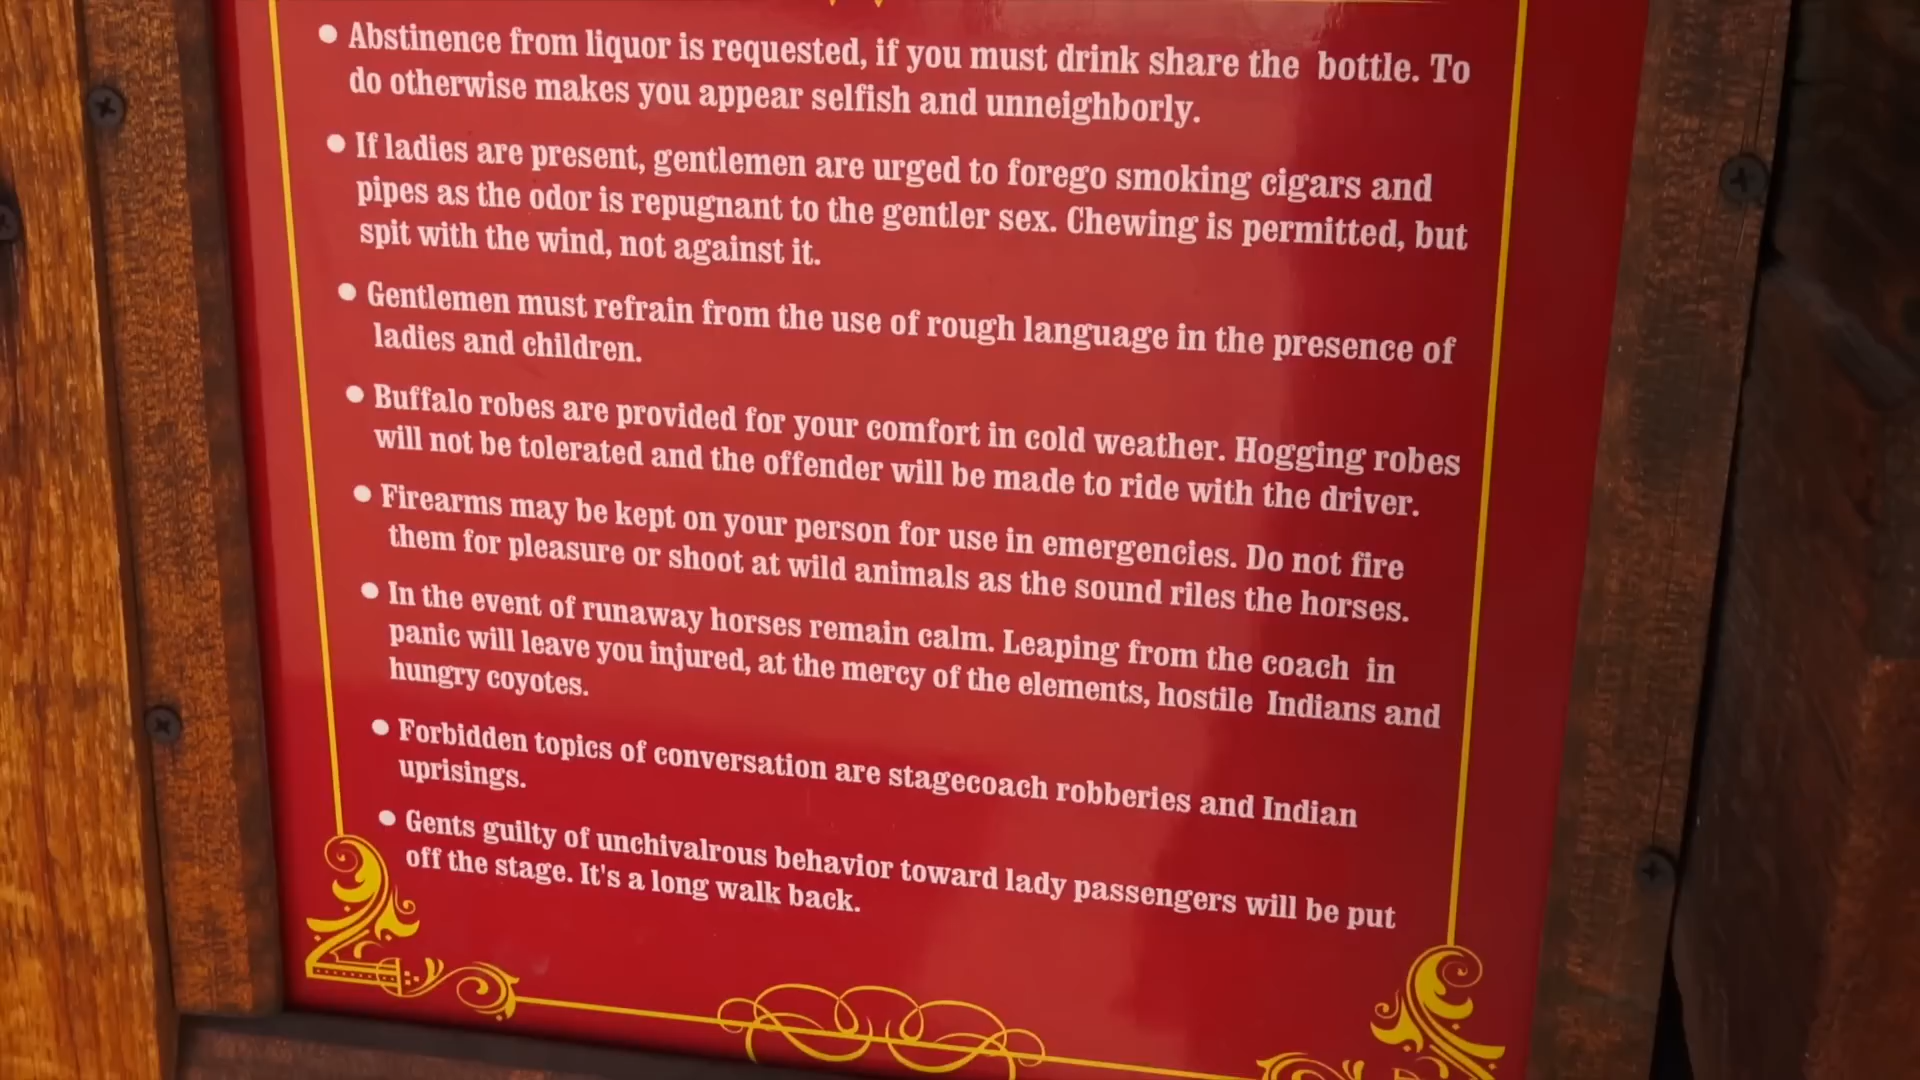 ● Abstinence from liquor is requested, if you must drink share the bottle. To
do otherwise makes you appear selfish and unneighborly.
● If ladies are present, gentlemen are urged to forego smoking cigars and
pipes as the odor is repugnant to the gentler sex. Chewing is permitted, but
spit with the wind, not against it.
● Gentlemen must refrain from the use of rough language in the presence of
ladies and children.
● Buffalo robes are provided for your comfort in cold weather. Hogging robes
will not be tolerated and the offender will be made to ride with the driver.
● Firearms may be kept on your person for use in emergencies. Do not fire
them for pleasure or shoot at wild animals as the sound riles the horses.
● In the event of runaway horses remain calm. Leaping from the coach in
panic will leave you injured, at the mercy of the elements, hostile Indians and
hungry coyotes.
● Forbidden topics of conversation are stagecoach robberies and Indian
uprisings.
● Gents guilty of unchivalrous behavior toward lady passengers will be put
off the stage. It's a long walk back.